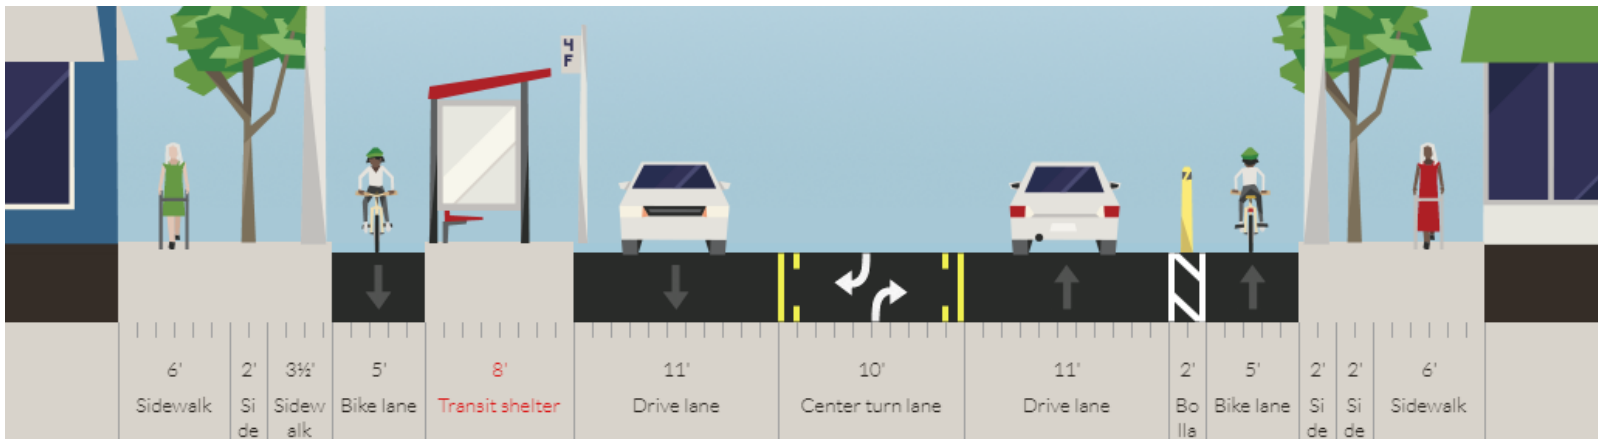 4
F
6' 2' 3½' 5' 8' 11' 10' 11' 2' 5' 2' 2' 6'
Sidewalk Si Sidew Bike lane Transit shelter Drive lane Center turn lane Drive lane Bo Bike lane Si Si Sidewalk
de alk lla de de